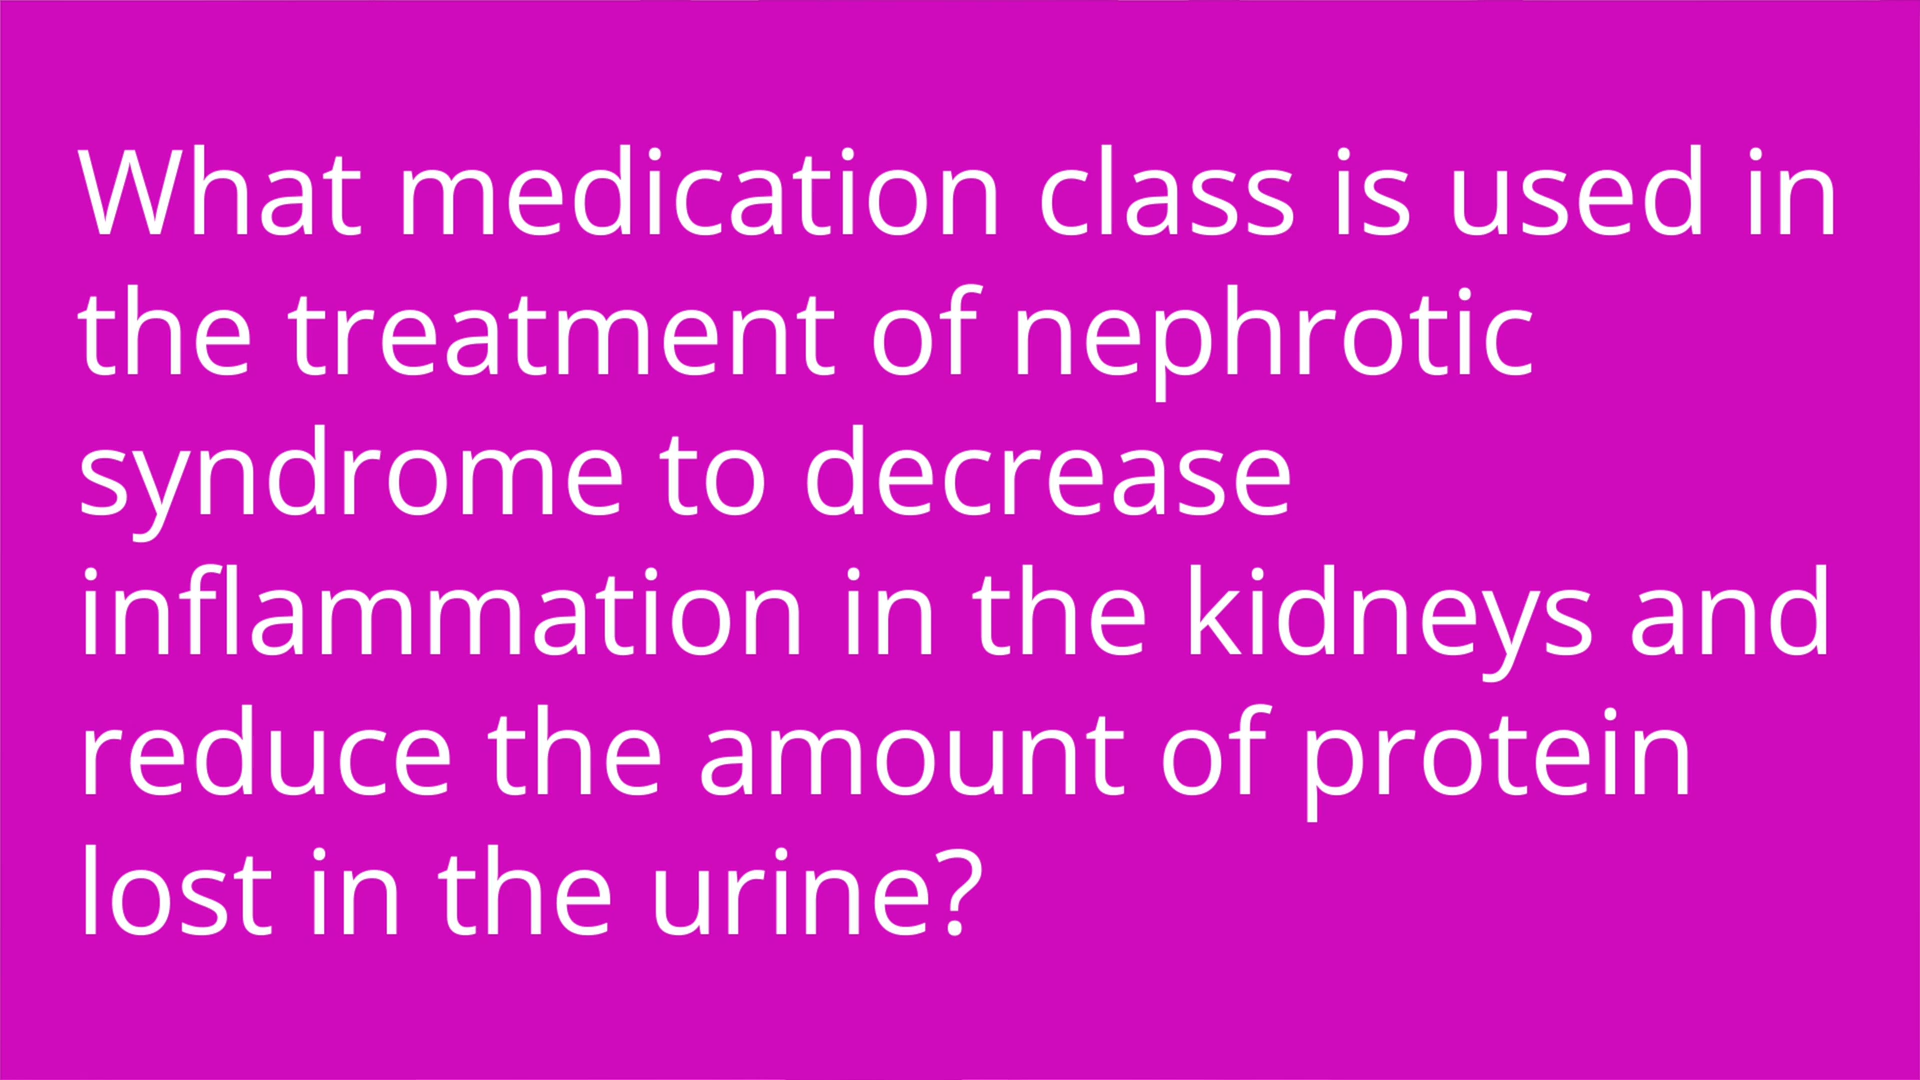 What medication class is used in
the treatment of nephrotic
syndrome to decrease
inflammation in the kidneys and
reduce the amount of protein
lost in the urine?